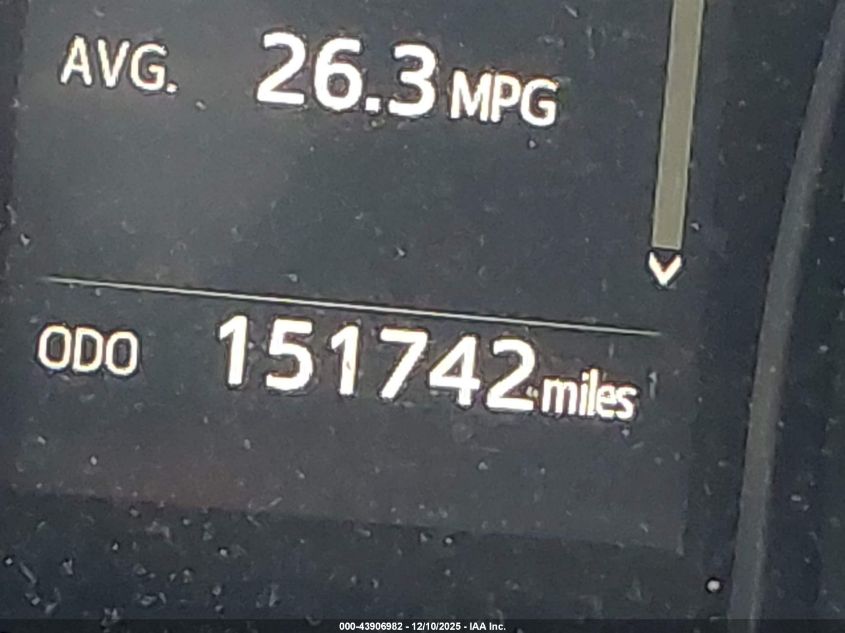 AVG. 26.3 MPG
ODO 151742 miles
000-43906982 - 12/10/2025 - IAA Inc.